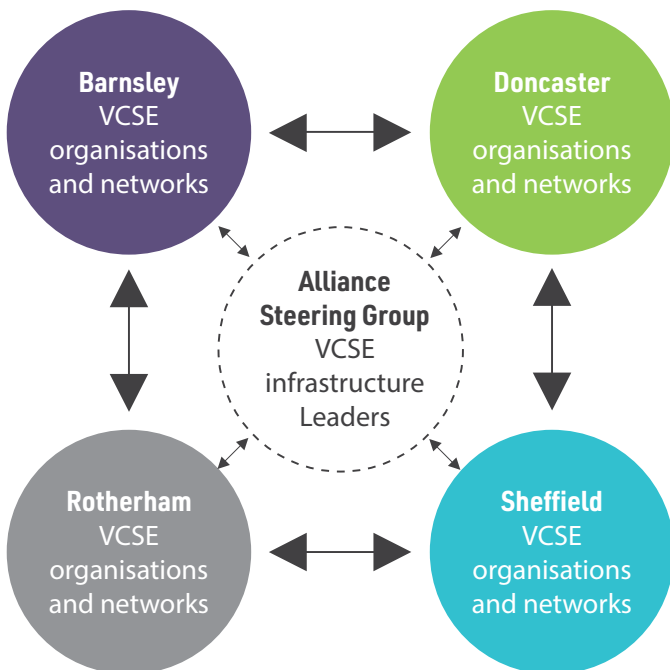 Barnsley
VCSE
organisations
and networks
Doncaster
VCSE
organisations
and networks
Alliance
Steering Group
VCSE
infrastructure
Leaders
Rotherham
VCSE
organisations
and networks
Sheffield
VCSE
organisations
and networks